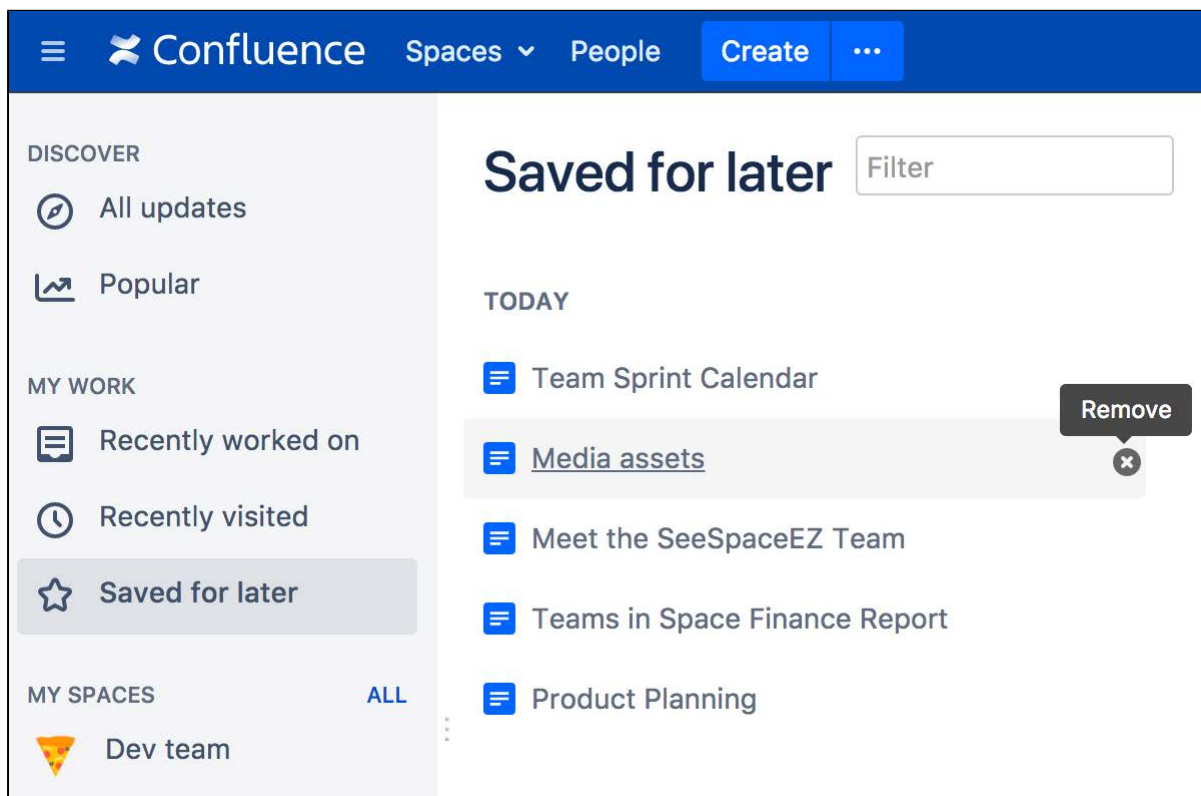 Confluence Spaces People Create
DISCOVER
All updates
Popular
MY WORK
Recently worked on
Recently visited
Saved for later
MY SPACES ALL
Dev team
Saved for later Filter
TODAY
Team Sprint Calendar
Remove
Media assets
Meet the SeeSpaceEZ Team
Teams in Space Finance Report
Product Planning